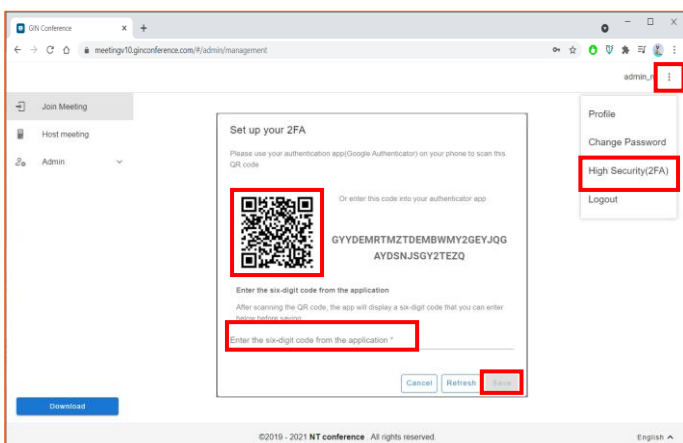 GIN Conference
meetingv10.ginconference.com/#/admin/management
admin_n
Join Meeting
Host meeting
Admin
Profile
Change Password
High Security(2FA)
Logout
Set up your 2FA
Please use your authentication app(Google Authenticator) on your phone to scan this
QR code
Or enter this code into your authenticator app
GYYDEMRTMZTDEMBWMY2GEYJQG
AYDSNJSGY2TEZQ
Enter the six-digit code from the application
After scanning the QR code, the app will display a six-digit code that you can enter
below before saving
Enter the six-digit code from the application *
Cancel
Refresh
Save
Download
©2019 - 2021 NT conference. All rights reserved.
English